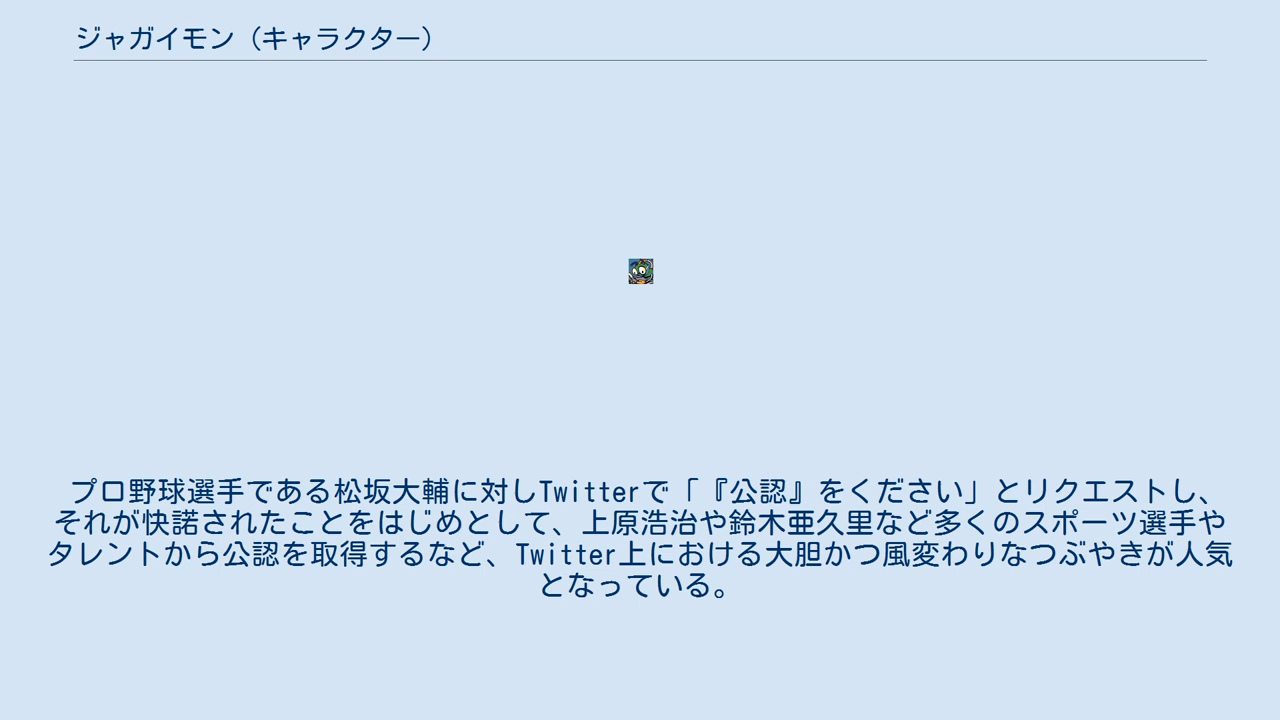 ジャガイモン（キャラクター）
プロ野球選手である松坂大輔に対しTwitterで「『公認』をください」とリクエストし、
それが快諾されたことをはじめとして、上原浩治や鈴木亜久里など多くのスポーツ選手や
タレントから公認を取得するなど、Twitter上における大胆かつ風変わりなつぶやきが人気
となっている。